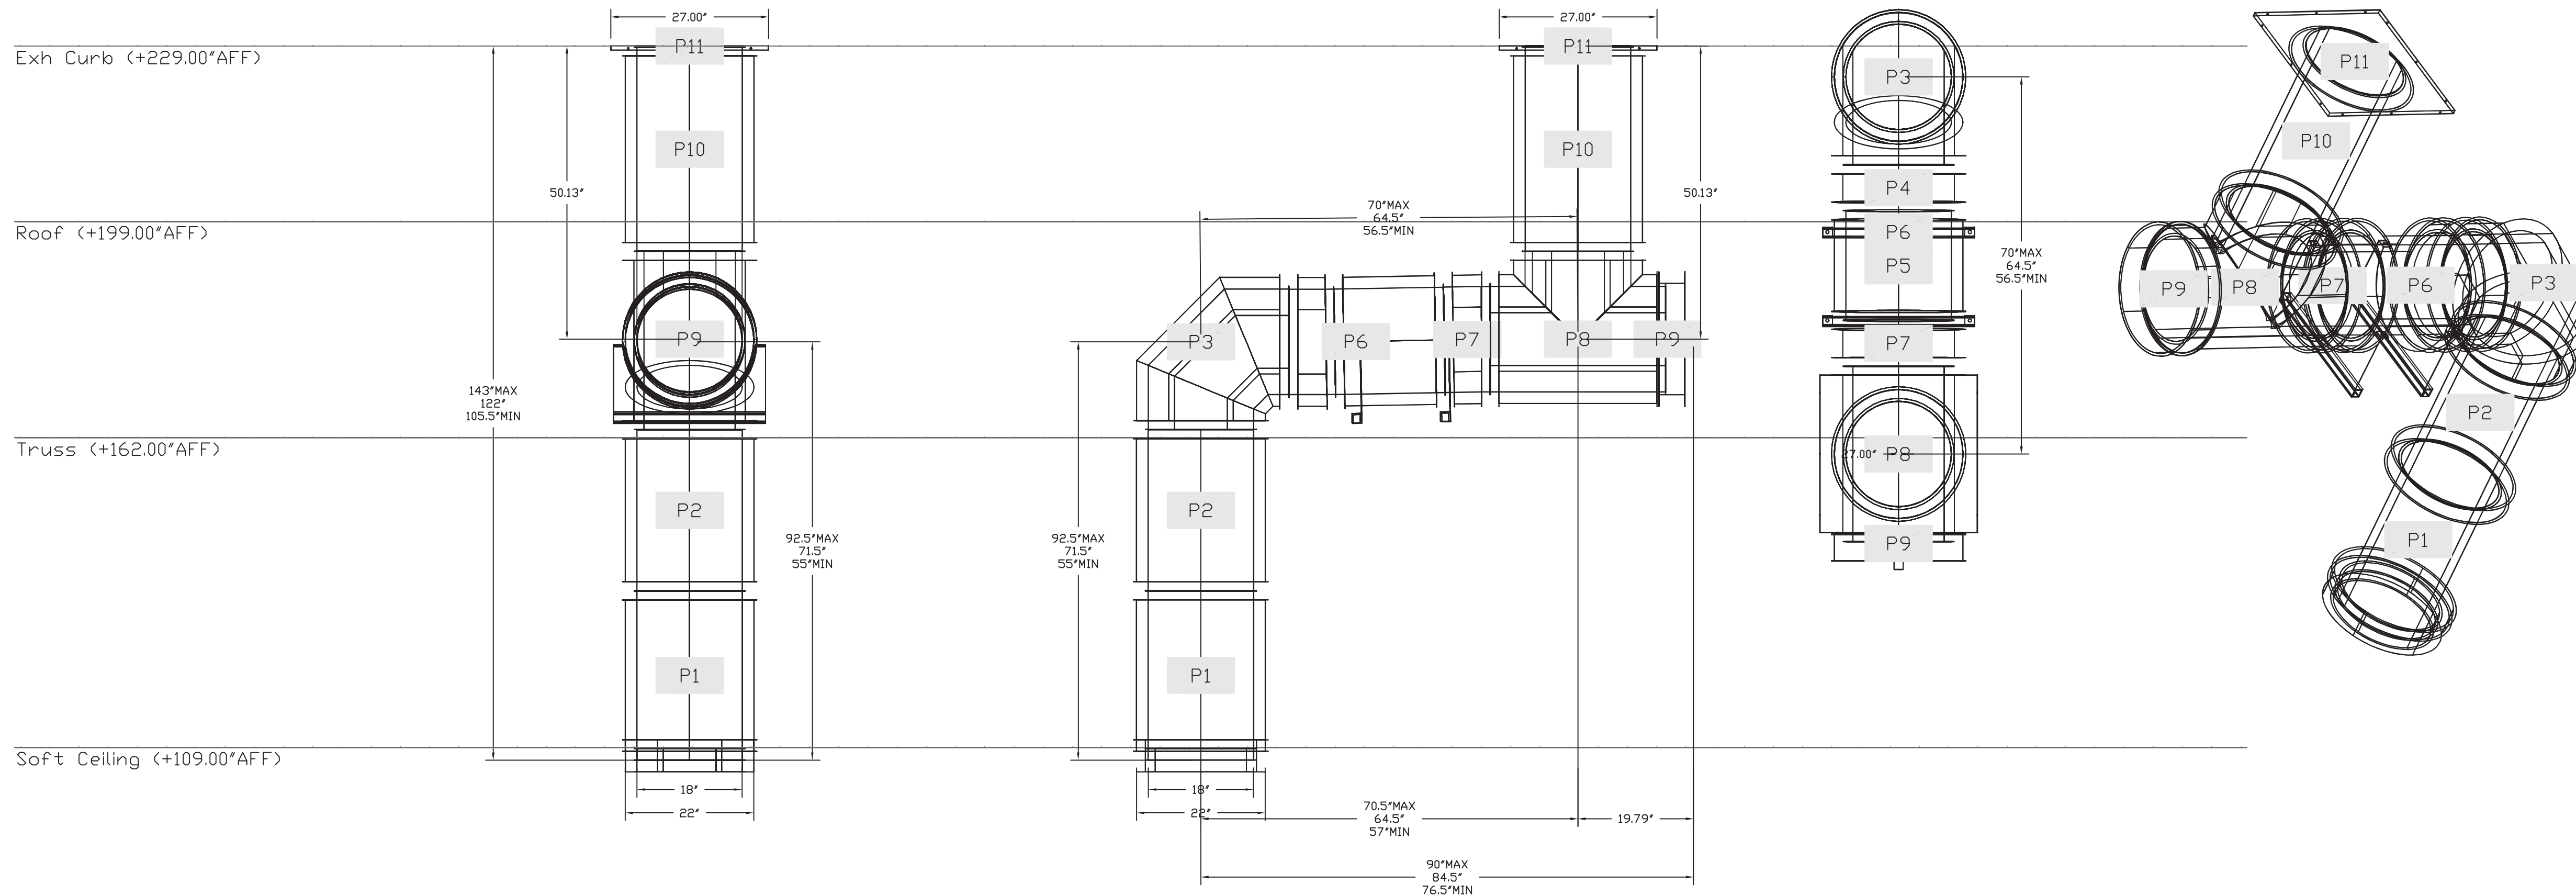 Exh Curb (+229.00"AFF)
Roof (+199.00"AFF)
Truss (+162.00"AFF)
Soft Ceiling (+109.00"AFF)
27.00"
P11
P10
50.13"
P9
143"MAX
122"
105.5"MIN
P2
92.5"MAX
71.5"
55"MIN
P1
18"
22"
27.00"
P11
P10
50.13"
70"MAX
64.5"
56.5"MIN
P3
P6
P7
P8
P9
P2
92.5"MAX
71.5"
55"MIN
P1
18"
22"
70.5"MAX
64.5"
57"MIN
19.79"
90"MAX
84.5"
76.5"MIN
P3
P4
P6
P5
70"MAX
64.5"
56.5"MIN
P7
27.00"
P8
P9
P11
P10
P9
P8
P7
P6
P3
P2
P1